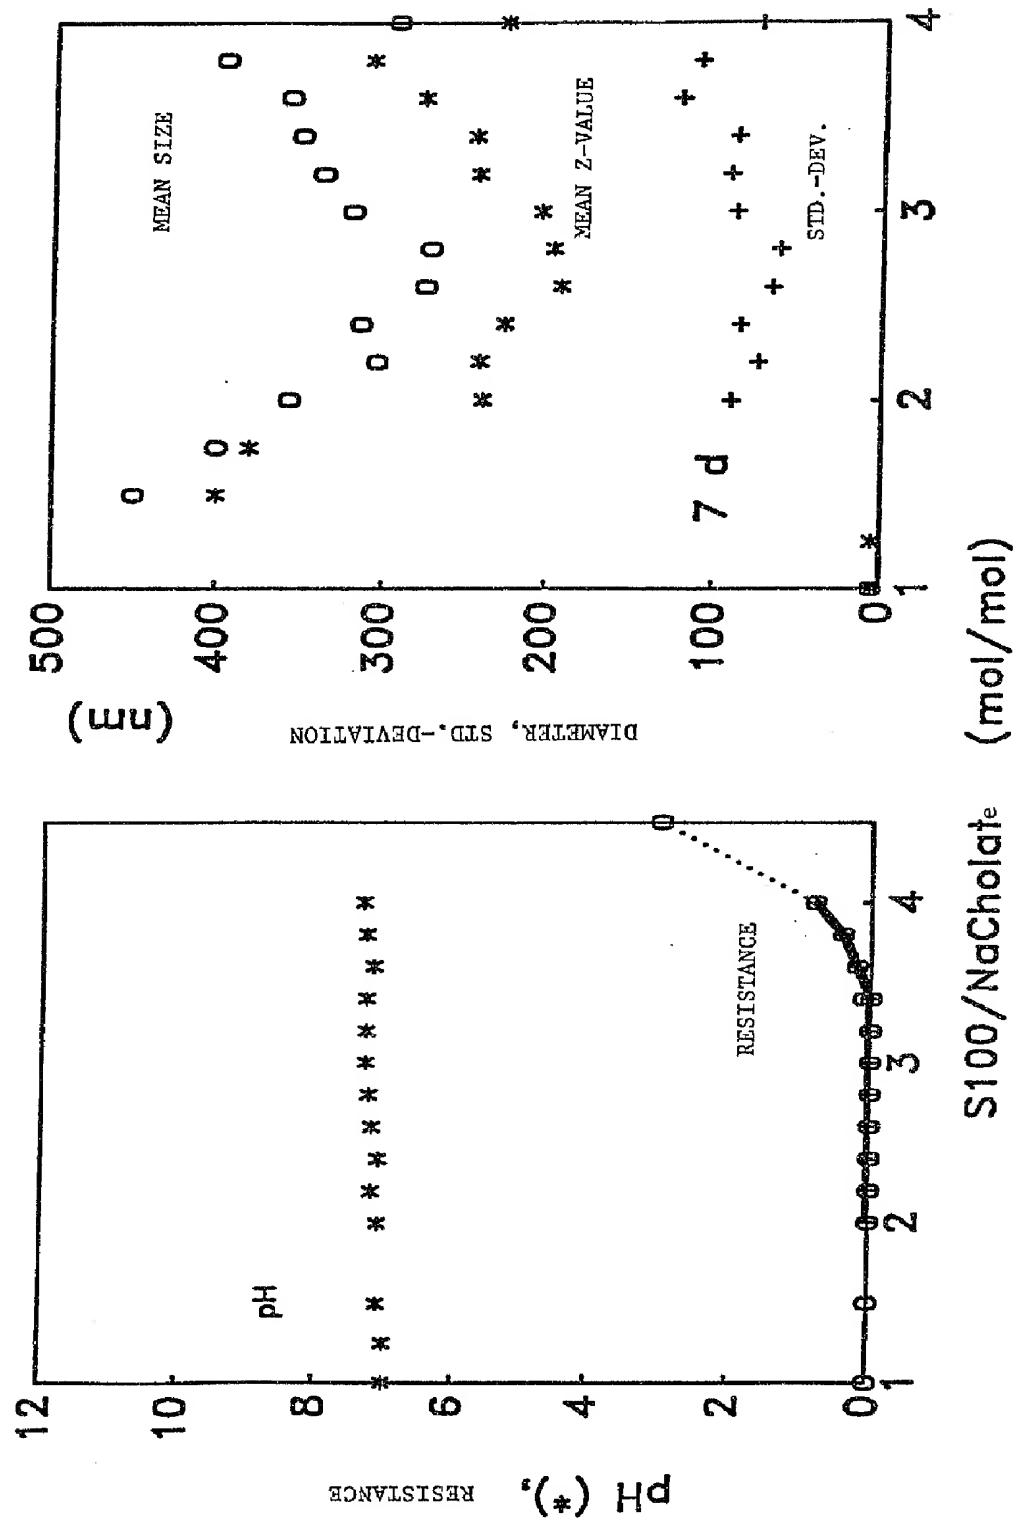 12
10
8
6
4
2
0
pH (*),
RESISTANCE
pH
RESISTANCE
1
2
3
4
(nm)
500
400
300
200
100
0
DIAMETER, STD.-DEVIATION
MEAN SIZE
MEAN Z-VALUE
STD.-DEV.
7 d
1
2
3
4
S100/NaCholate (mol/mol)